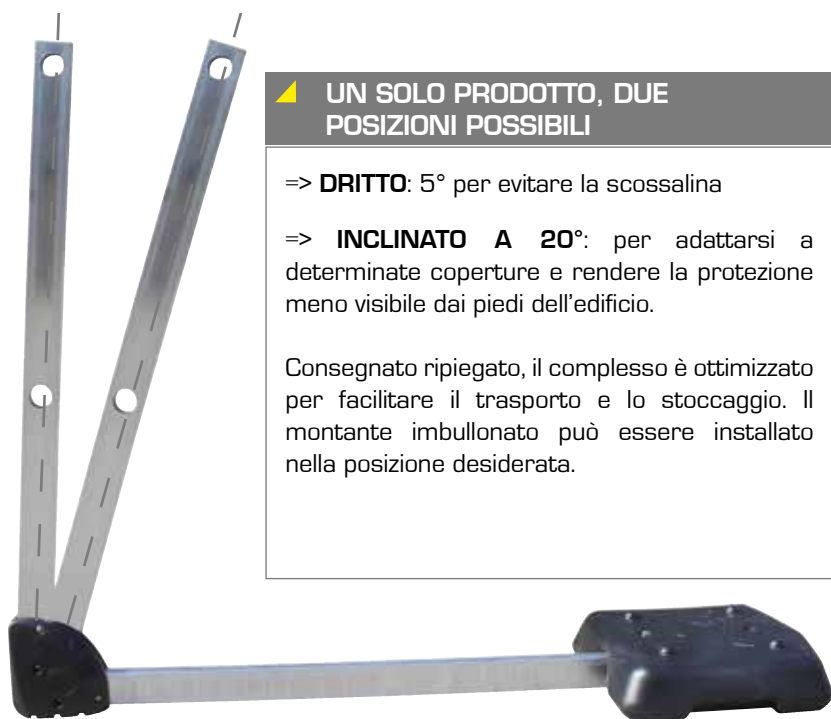 UN SOLO PRODOTTO, DUE
POSIZIONI POSSIBILI
=> DRITTO: 5° per evitare la scossalina
=> INCLINATO A 20°: per adattarsi a
determinate coperture e rendere la protezione
meno visibile dai piedi dell'edificio.
Consegnato ripiegato, il complesso è ottimizzato
per facilitare il trasporto e lo stoccaggio. Il
montante imbullonato può essere installato
nella posizione desiderata.